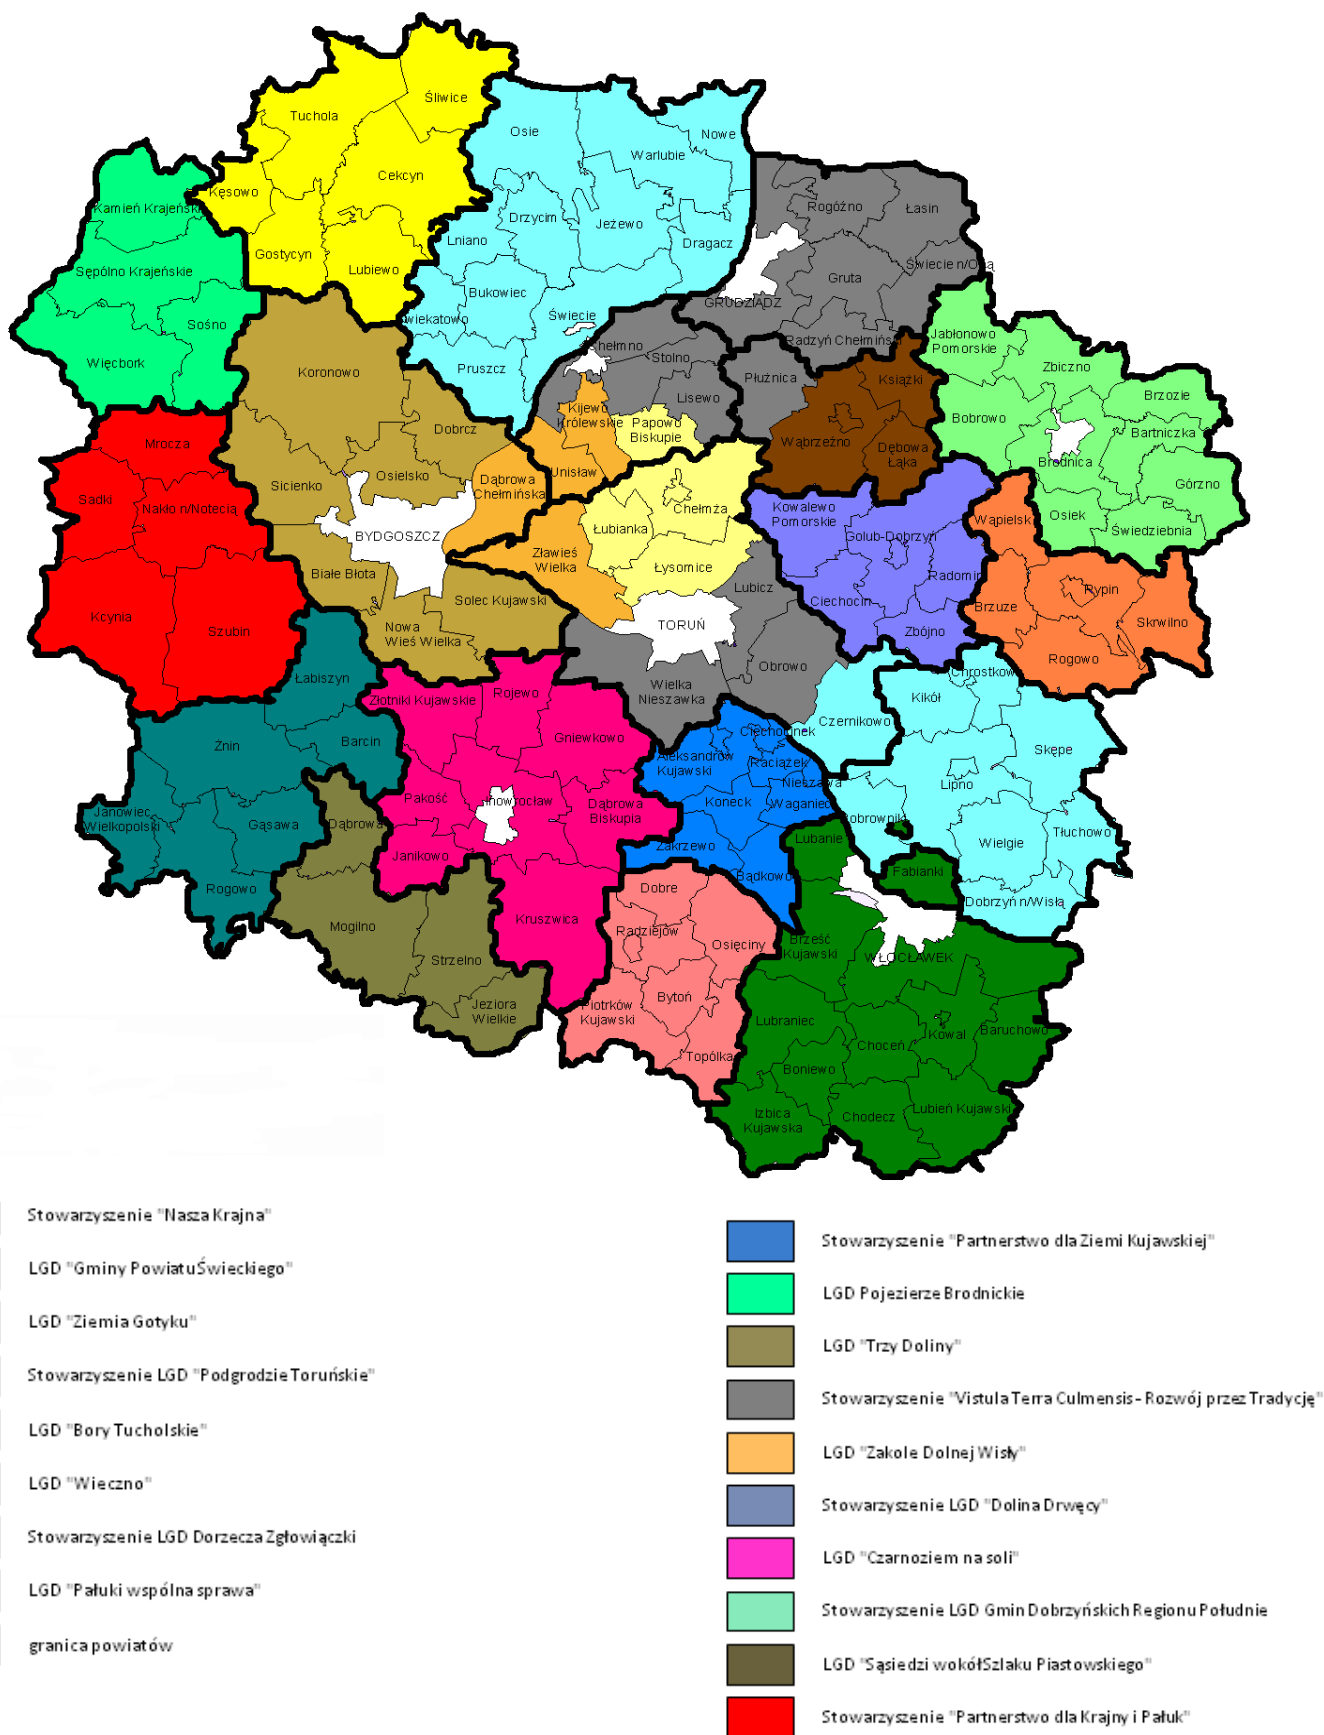 Śliwice
Tuchola
Osie
Nowe
Warlubie
Cekcyn
Kęsowo
Rogóźno
Łasin
Kamień Krajeńsk
Drzycim
Jeżewo
Lniano
Dragacz
Gostycyn
Lubiewo
Świecie n/Osą
Sępólno Krajeńskie
Gruta
Bukowiec
GRUDZIĄDZ
Sośno
Świecie
wiekatowo
Jabłonowo
Pomorskie
Radzyń Chełmińsk
Chełmno
Stolno
Więcbork
Pruszcz
Zbiczno
Koronowo
Płużnica
Książki
Lisewo
Brzozie
Kijewo
Królewskie
Bobrowo
Papowo
Biskupie
Dobrcz
Bartniczka
Mrocza
Wąbrzeźno
Dębowa
Łąka
Brodnica
Unisław
Osielsko
Dąbrowa
Chełmińska
Sicienko
Górzno
Sadki
Nakło n/Notecią
Chełmża
Kowalewo
Pomorskie
Wąpielsk
Osiek
Świedziebnia
Łubianka
BYDGOSZCZ
Golub-Dobrzyń
Zławieś
Wielka
Łysomice
Białe Błota
Radomin
Lubicz
Rypin
Solec Kujawski
Ciechocin
Brzuze
Kcynia
TORUŃ
Skrwilno
Szubin
Nowa
Wieś Wielka
Zbójno
Rogowo
Obrowo
Łabiszyn
Wielka
Nieszawka
Chrostkow
Rojewo
Złotniki Kujawskie
Kikół
Czernikowo
Ciechocinek
Gniewkowo
Żnin
Barcin
Skępe
Aleksandrów
Kujawski
Raciążek
Nieszawa
Lipno
Pakość
Inowrocław
Koneck
Waganiec
Dąbrowa
Biskupia
Janowiec
Wielkopolski
Gąsawa
Dąbrowa
Dobrowniki
Tłuchowo
Lubanie
Wielgie
Zakrzewo
Janikowo
Fabianki
Bądkowo
Rogowo
Dobre
Dobrzyń n/Wisłą
Kruszwica
Mogilno
Radziejów
Osięciny
Brześć
Kujawski
WŁOCŁAWEK
Strzelno
Bytoń
Jeziora
Wielkie
Piotrków
Kujawski
Lubraniec
Kowal
Baruchowo
Choceń
Topólka
Boniewo
Izbica
Kujawska
Chodecz
Lubień Kujawski
Stowarzyszenie "Nasza Krajna"
LGD "Gminy Powiatu Świeckiego"
LGD "Ziemia Gotyku"
Stowarzyszenie LGD "Podgrodzie Toruńskie"
LGD "Bory Tucholskie"
LGD "Wieczno"
Stowarzyszenie LGD Dorzecza Zgłowiączki
LGD "Pałuki wspólna sprawa"
granica powiatów
Stowarzyszenie "Partnerstwo dla Ziemi Kujawskiej"
LGD Pojezierze Brodnickie
LGD "Trzy Doliny"
Stowarzyszenie "Vistula Terra Culmensis - Rozwój przez Tradycję"
LGD "Zakole Dolnej Wisły"
Stowarzyszenie LGD "Dolina Drwęcy"
LGD "Czarnoziem na soli"
Stowarzyszenie LGD Gmin Dobrzyńskich Regionu Południe
LGD "Sąsiedzi wokół Szlaku Piastowskiego"
Stowarzyszenie "Partnerstwo dla Krajny i Pałuk"